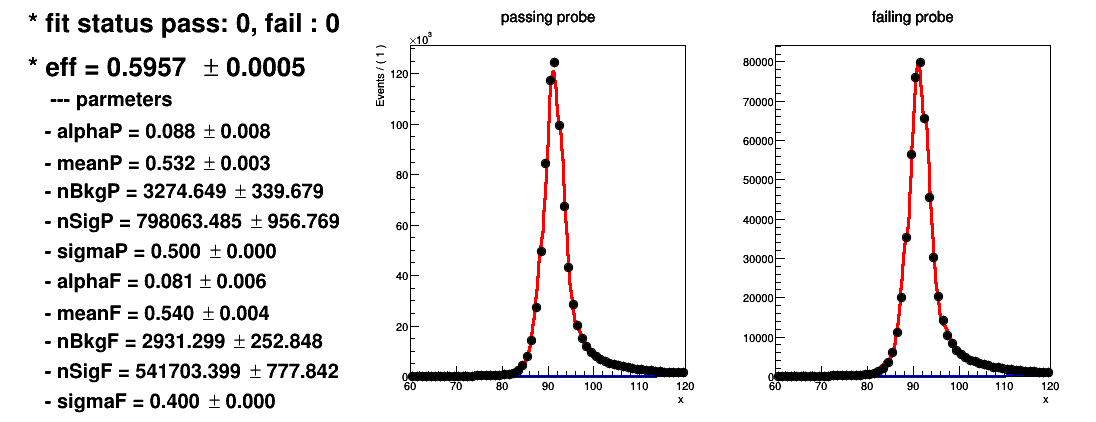 * fit status pass: 0, fail : 0
* eff = 0.5957 ± 0.0005
--- parmeters
- alphaP = 0.088 ± 0.008
- meanP = 0.532 ± 0.003
- nBkgP = 3274.649 ± 339.679
- nSigP = 798063.485 ± 956.769
- sigmaP = 0.500 ± 0.000
- alphaF = 0.081 ± 0.006
- meanF = 0.540 ± 0.004
- nBkgF = 2931.299 ± 252.848
- nSigF = 541703.399 ± 777.842
- sigmaF = 0.400 ± 0.000
passing probe
×10³
Events / ( 1 )
120
100
80
60
40
20
0
60 70 80 90 100 110 120
x
failing probe
80000
70000
60000
50000
40000
30000
20000
10000
0
60 70 80 90 100 110 120
x